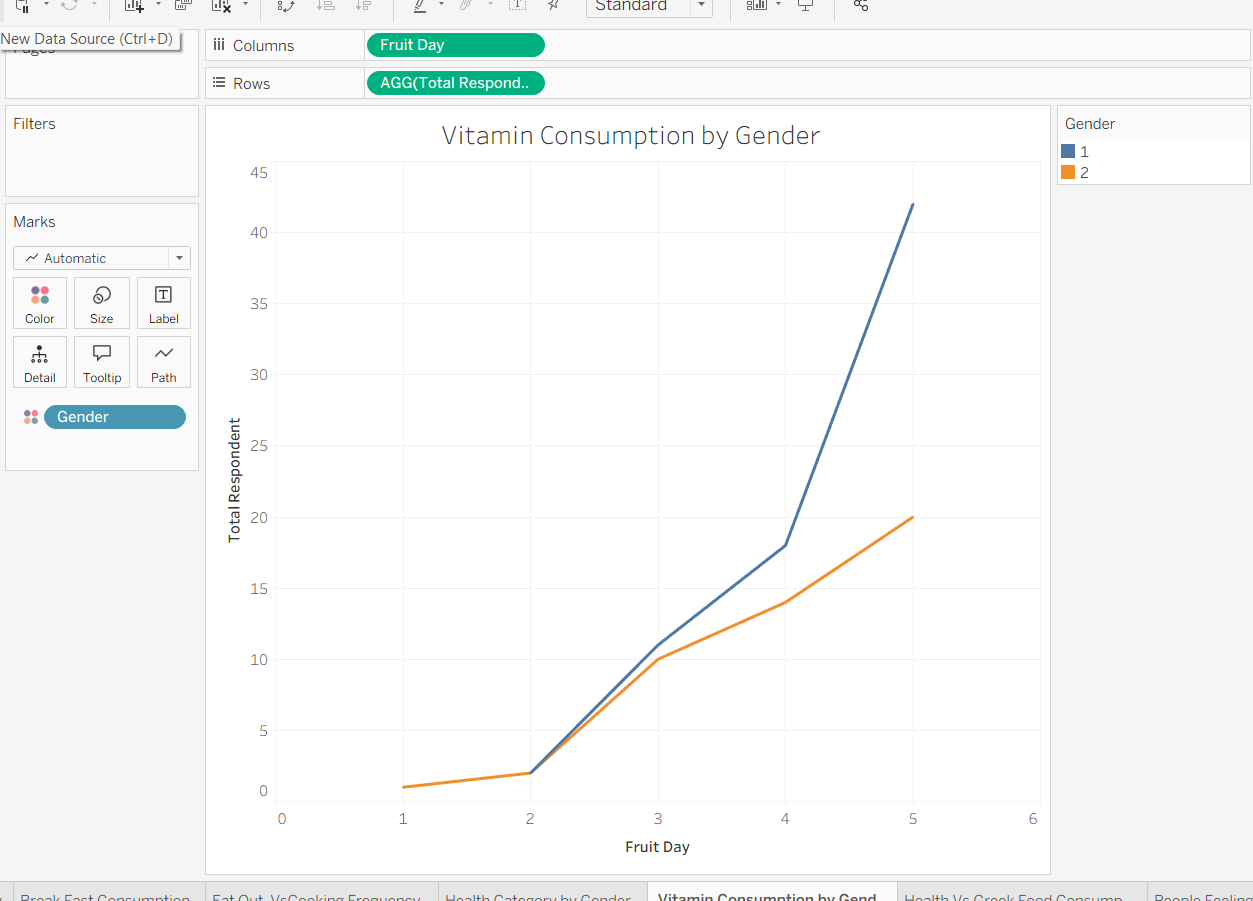 Standard
New Data Source (Ctrl+D)
Pages
Columns
Fruit Day
Rows
AGG(Total Respond..
Filters
Marks
Automatic
Color
Size
Label
Detail
Tooltip
Path
Gender
Vitamin Consumption by Gender
45
40
35
30
25
20
15
10
5
0
Total Respondent
0 1 2 3 4 5 6
Fruit Day
Gender
1
2
Break Fast Consumption
Eat Out VsCooking Frequency
Health Category by Gender
Vitamin Consumption by Gend..
Health Vs Greek Food Consump..
People Feeling